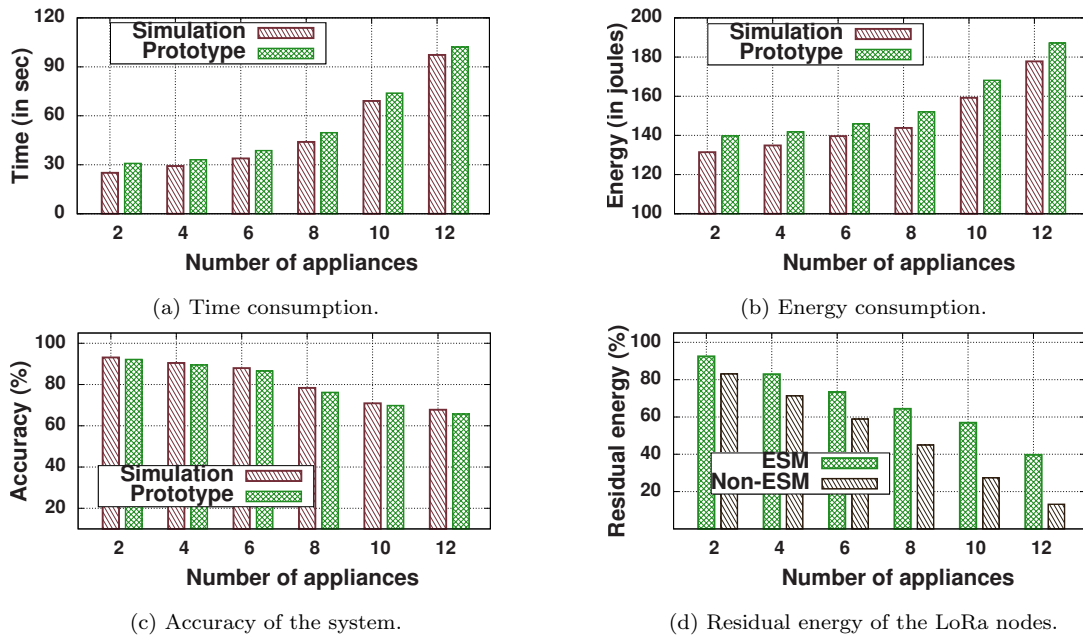 Time (in sec)
120
90
60
30
0
Simulation
Prototype
2 4 6 8 10 12
Number of appliances
(a) Time consumption.
Energy (in joules)
200
180
160
140
120
100
Simulation
Prototype
2 4 6 8 10 12
Number of appliances
(b) Energy consumption.
Accuracy (%)
100
80
60
40
20
Simulation
Prototype
2 4 6 8 10 12
Number of appliances
(c) Accuracy of the system.
Residual energy (%)
100
80
60
40
20
ESM
Non-ESM
2 4 6 8 10 12
Number of appliances
(d) Residual energy of the LoRa nodes.